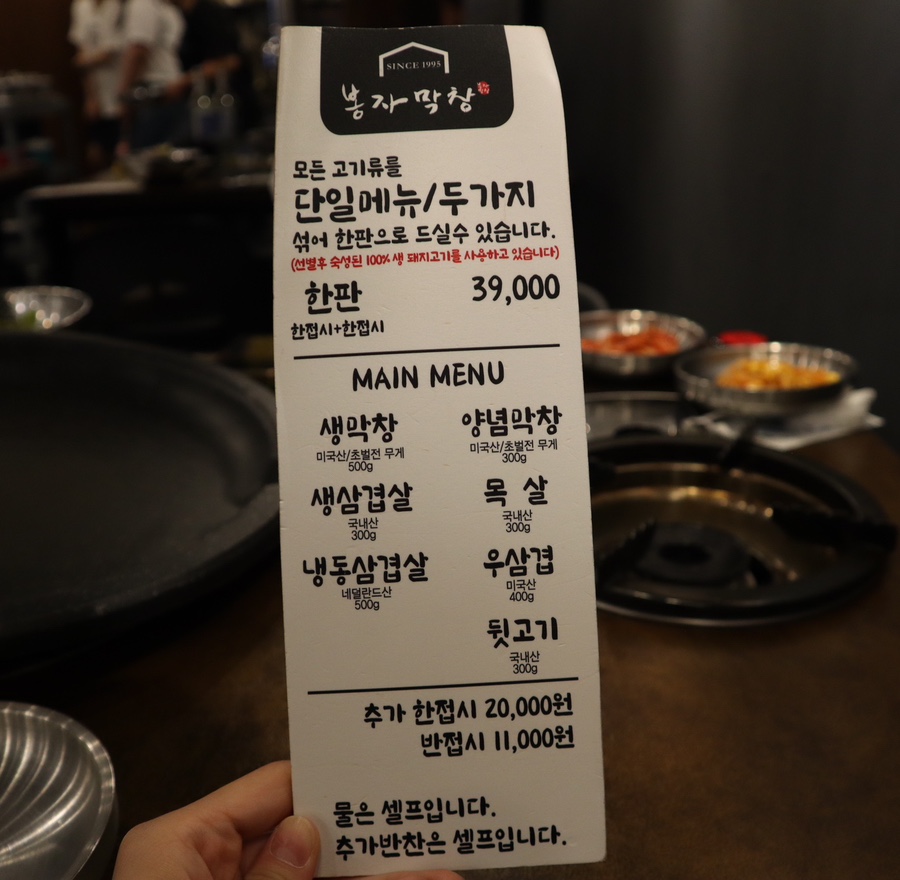 SINCE 1995
봉자막창
모든 고기류를
단일메뉴/두가지
섞어 한판으로 드실수 있습니다.
(선별후 숙성된 100% 생 돼지고기를 사용하고 있습니다)
한판 39,000
한접시+한접시
MAIN MENU
생막창
미국산/초벌전 무게
500g
양념막창
미국산/초벌전 무게
300g
생삼겹살
국내산
300g
목 살
국내산
300g
냉동삼겹살
네덜란드산
500g
우삼겹
미국산
400g
뒷고기
국내산
300g
추가 한접시 20,000원
반접시 11,000원
물은 셀프입니다.
추가반찬은 셀프입니다.